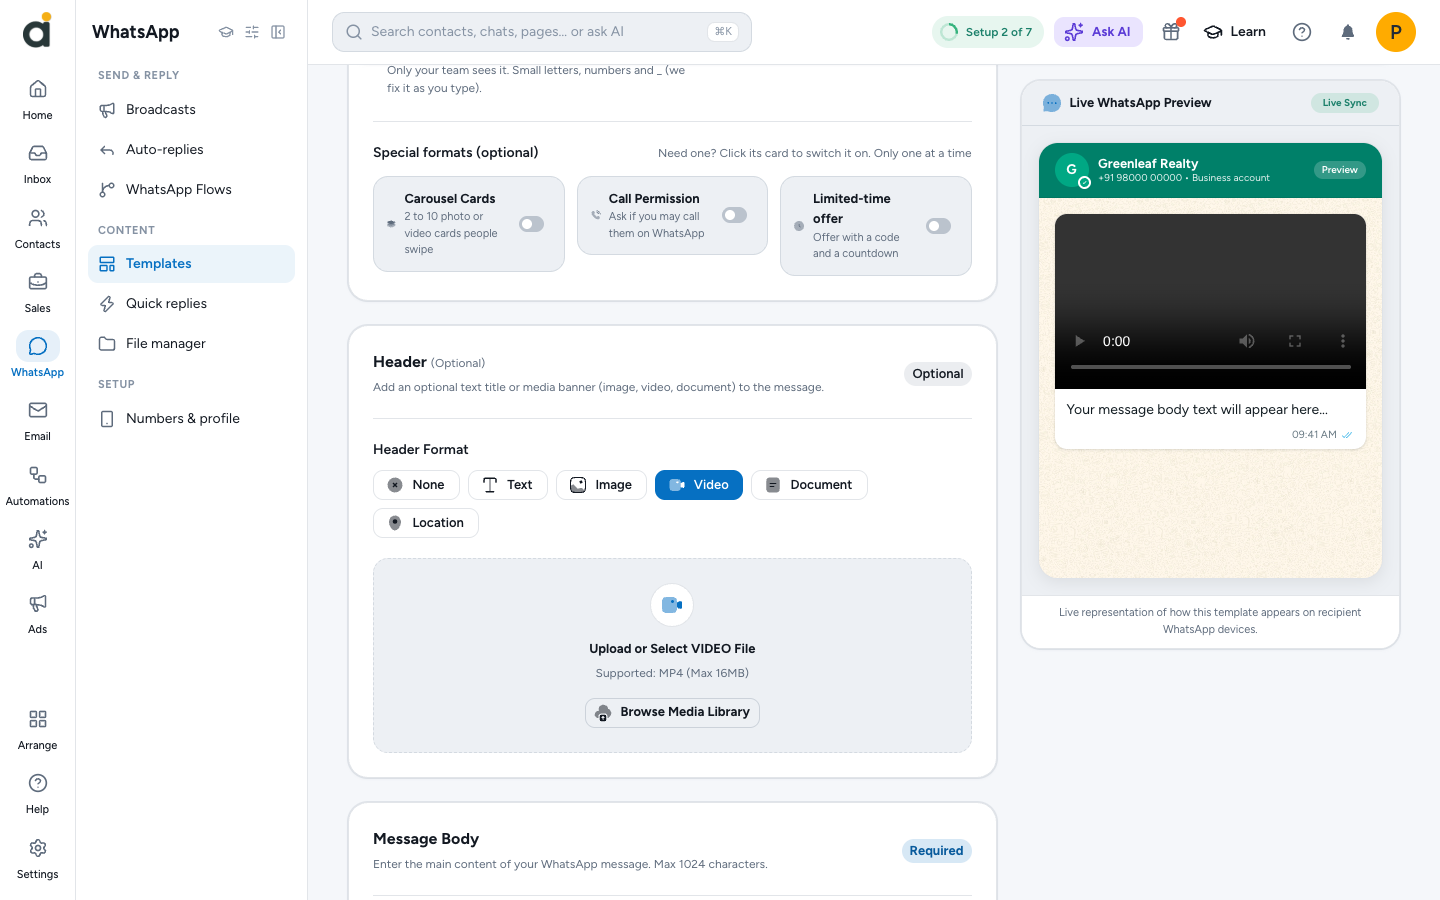 WhatsApp
Search contacts, chats, pages... or ask AI
⌘K
Setup 2 of 7
Ask AI
Learn
P
Home
Inbox
Contacts
Sales
WhatsApp
Email
Automations
AI
Ads
Arrange
Help
Settings
SEND & REPLY
Broadcasts
Auto-replies
WhatsApp Flows
CONTENT
Templates
Quick replies
File manager
SETUP
Numbers & profile
Only your team sees it. Small letters, numbers and _ (we
fix it as you type).
Special formats (optional)
Need one? Click its card to switch it on. Only one at a time
Carousel Cards
2 to 10 photo or
video cards people
swipe
Call Permission
Ask if you may call
them on WhatsApp
Limited-time
offer
Offer with a code
and a countdown
Header (Optional)
Add an optional text title or media banner (image, video, document) to the message.
Optional
Header Format
None
Text
Image
Video
Document
Location
Upload or Select VIDEO File
Supported: MP4 (Max 16MB)
Browse Media Library
Message Body
Enter the main content of your WhatsApp message. Max 1024 characters.
Required
Live WhatsApp Preview
Live Sync
G
Greenleaf Realty
+91 98000 00000 • Business account
Preview
0:00
Your message body text will appear here...
09:41 AM
Live representation of how this template appears on recipient
WhatsApp devices.